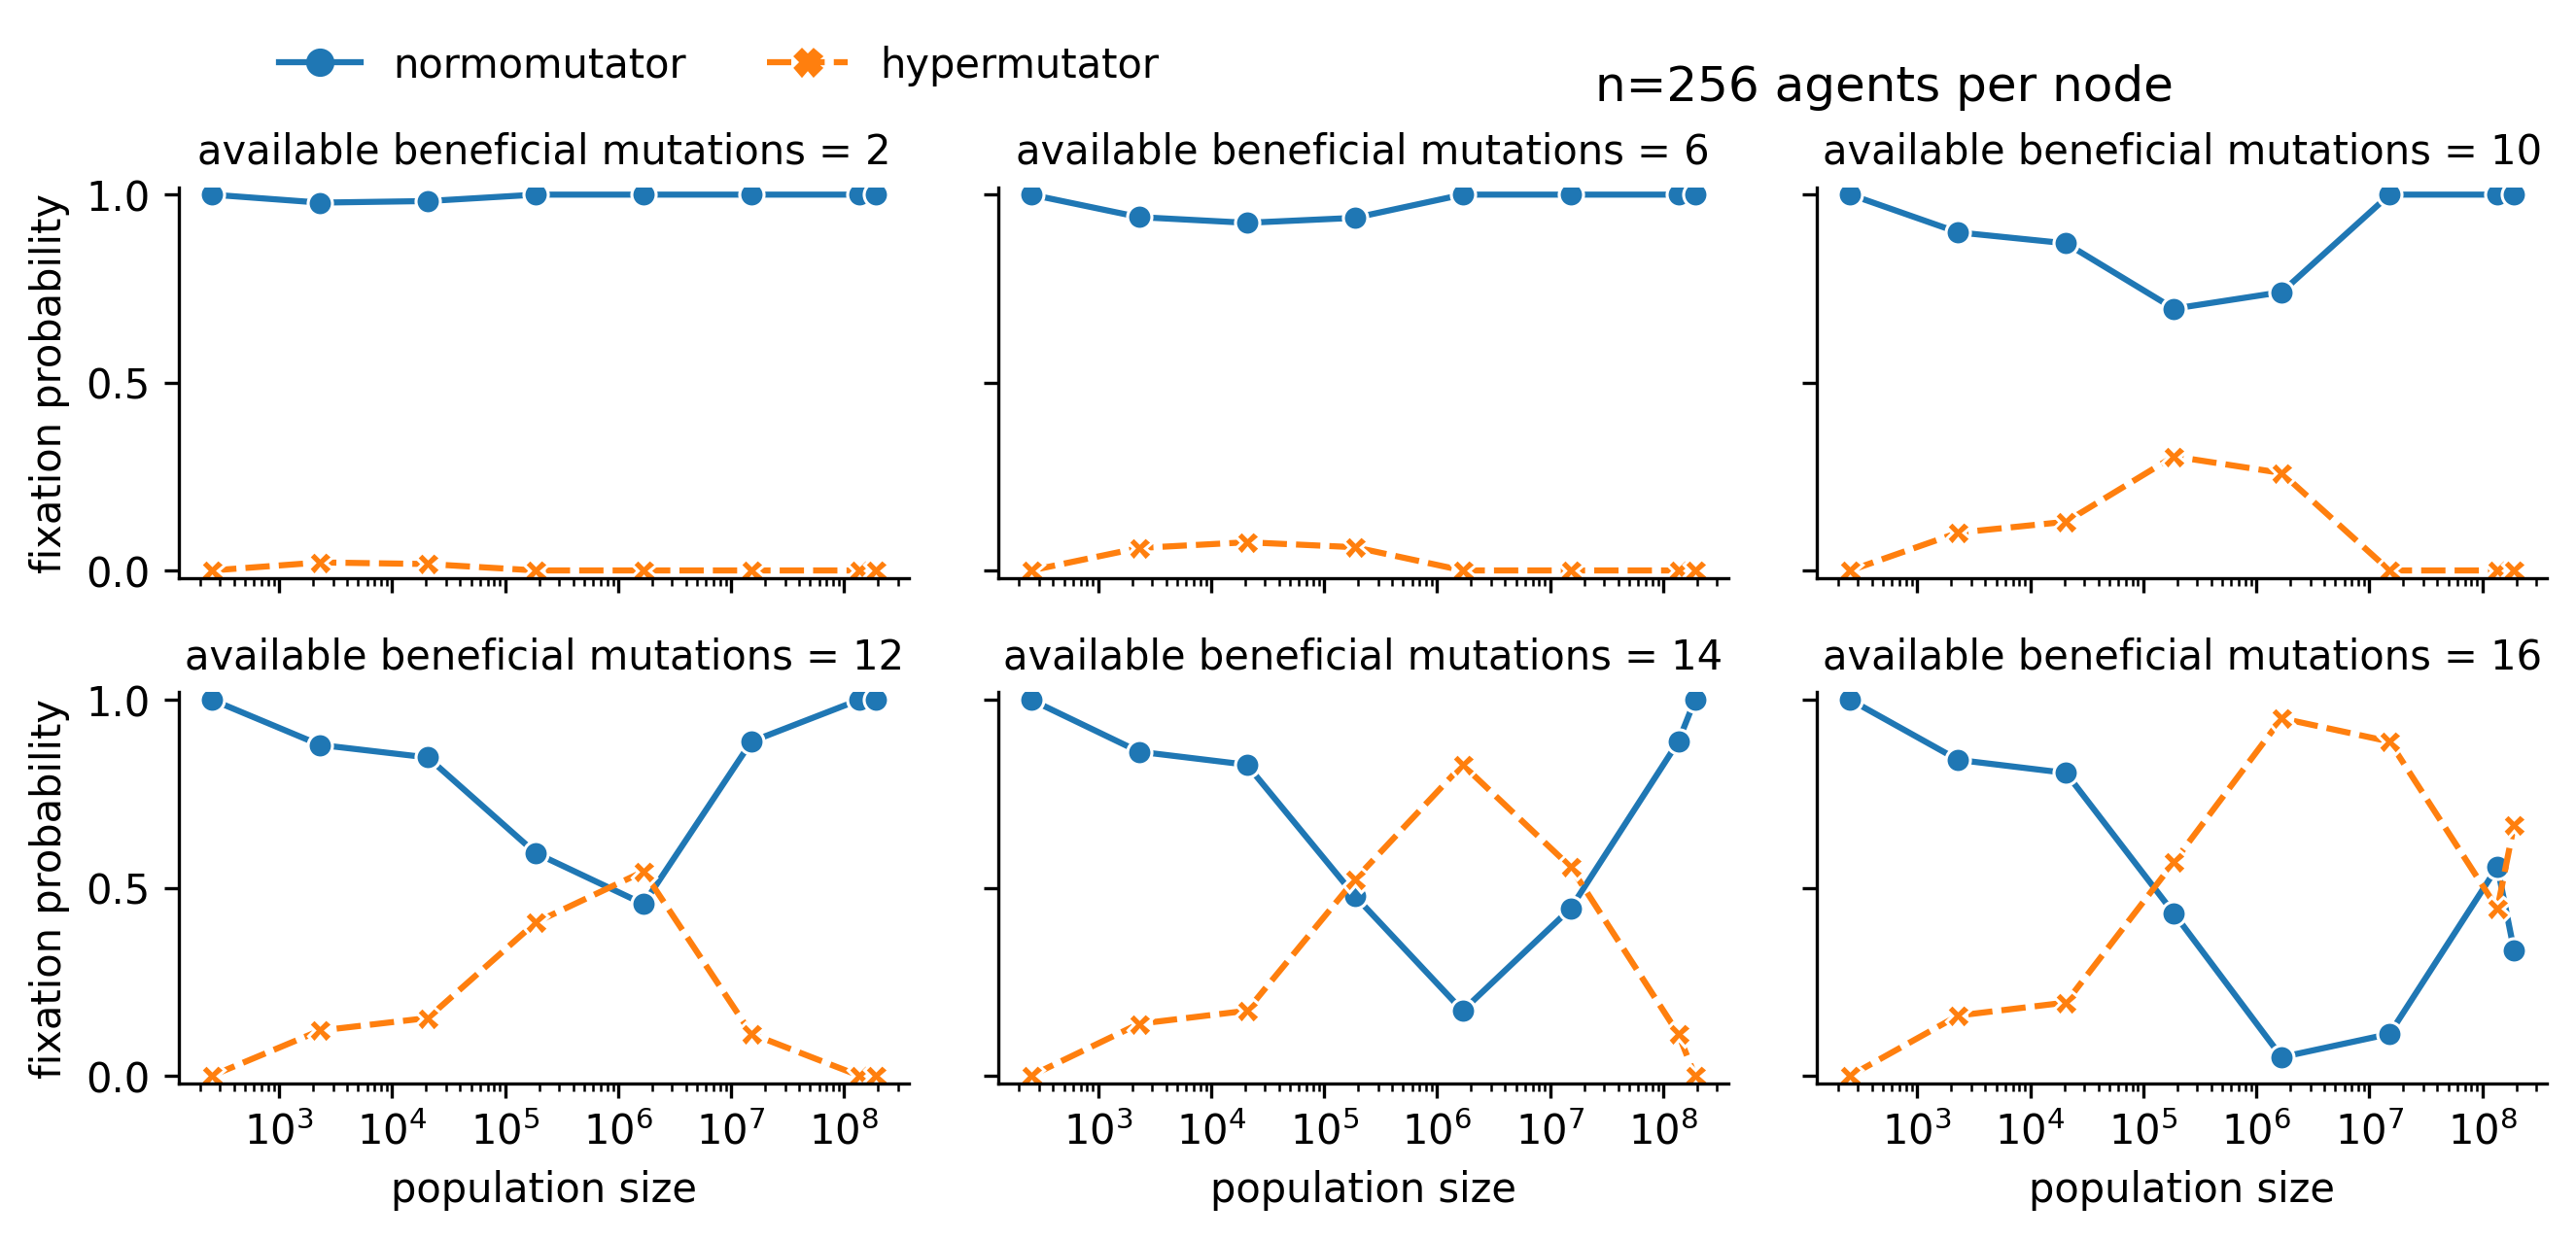 normomutator hypermutator
n=256 agents per node
available beneficial mutations = 2
available beneficial mutations = 6
available beneficial mutations = 10
fixation probability
1.0
0.5
0.0
available beneficial mutations = 12
available beneficial mutations = 14
available beneficial mutations = 16
fixation probability
1.0
0.5
0.0
10³ 10⁴ 10⁵ 10⁶ 10⁷ 10⁸
10³ 10⁴ 10⁵ 10⁶ 10⁷ 10⁸
10³ 10⁴ 10⁵ 10⁶ 10⁷ 10⁸
population size
population size
population size